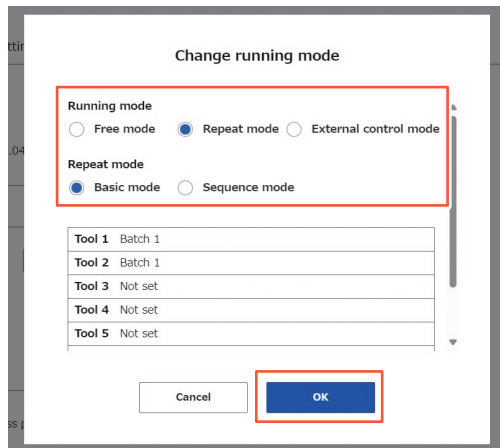 Change running mode
Running mode
Free mode Repeat mode External control mode
Repeat mode
Basic mode Sequence mode
Tool 1 Batch 1
Tool 2 Batch 1
Tool 3 Not set
Tool 4 Not set
Tool 5 Not set
Cancel OK